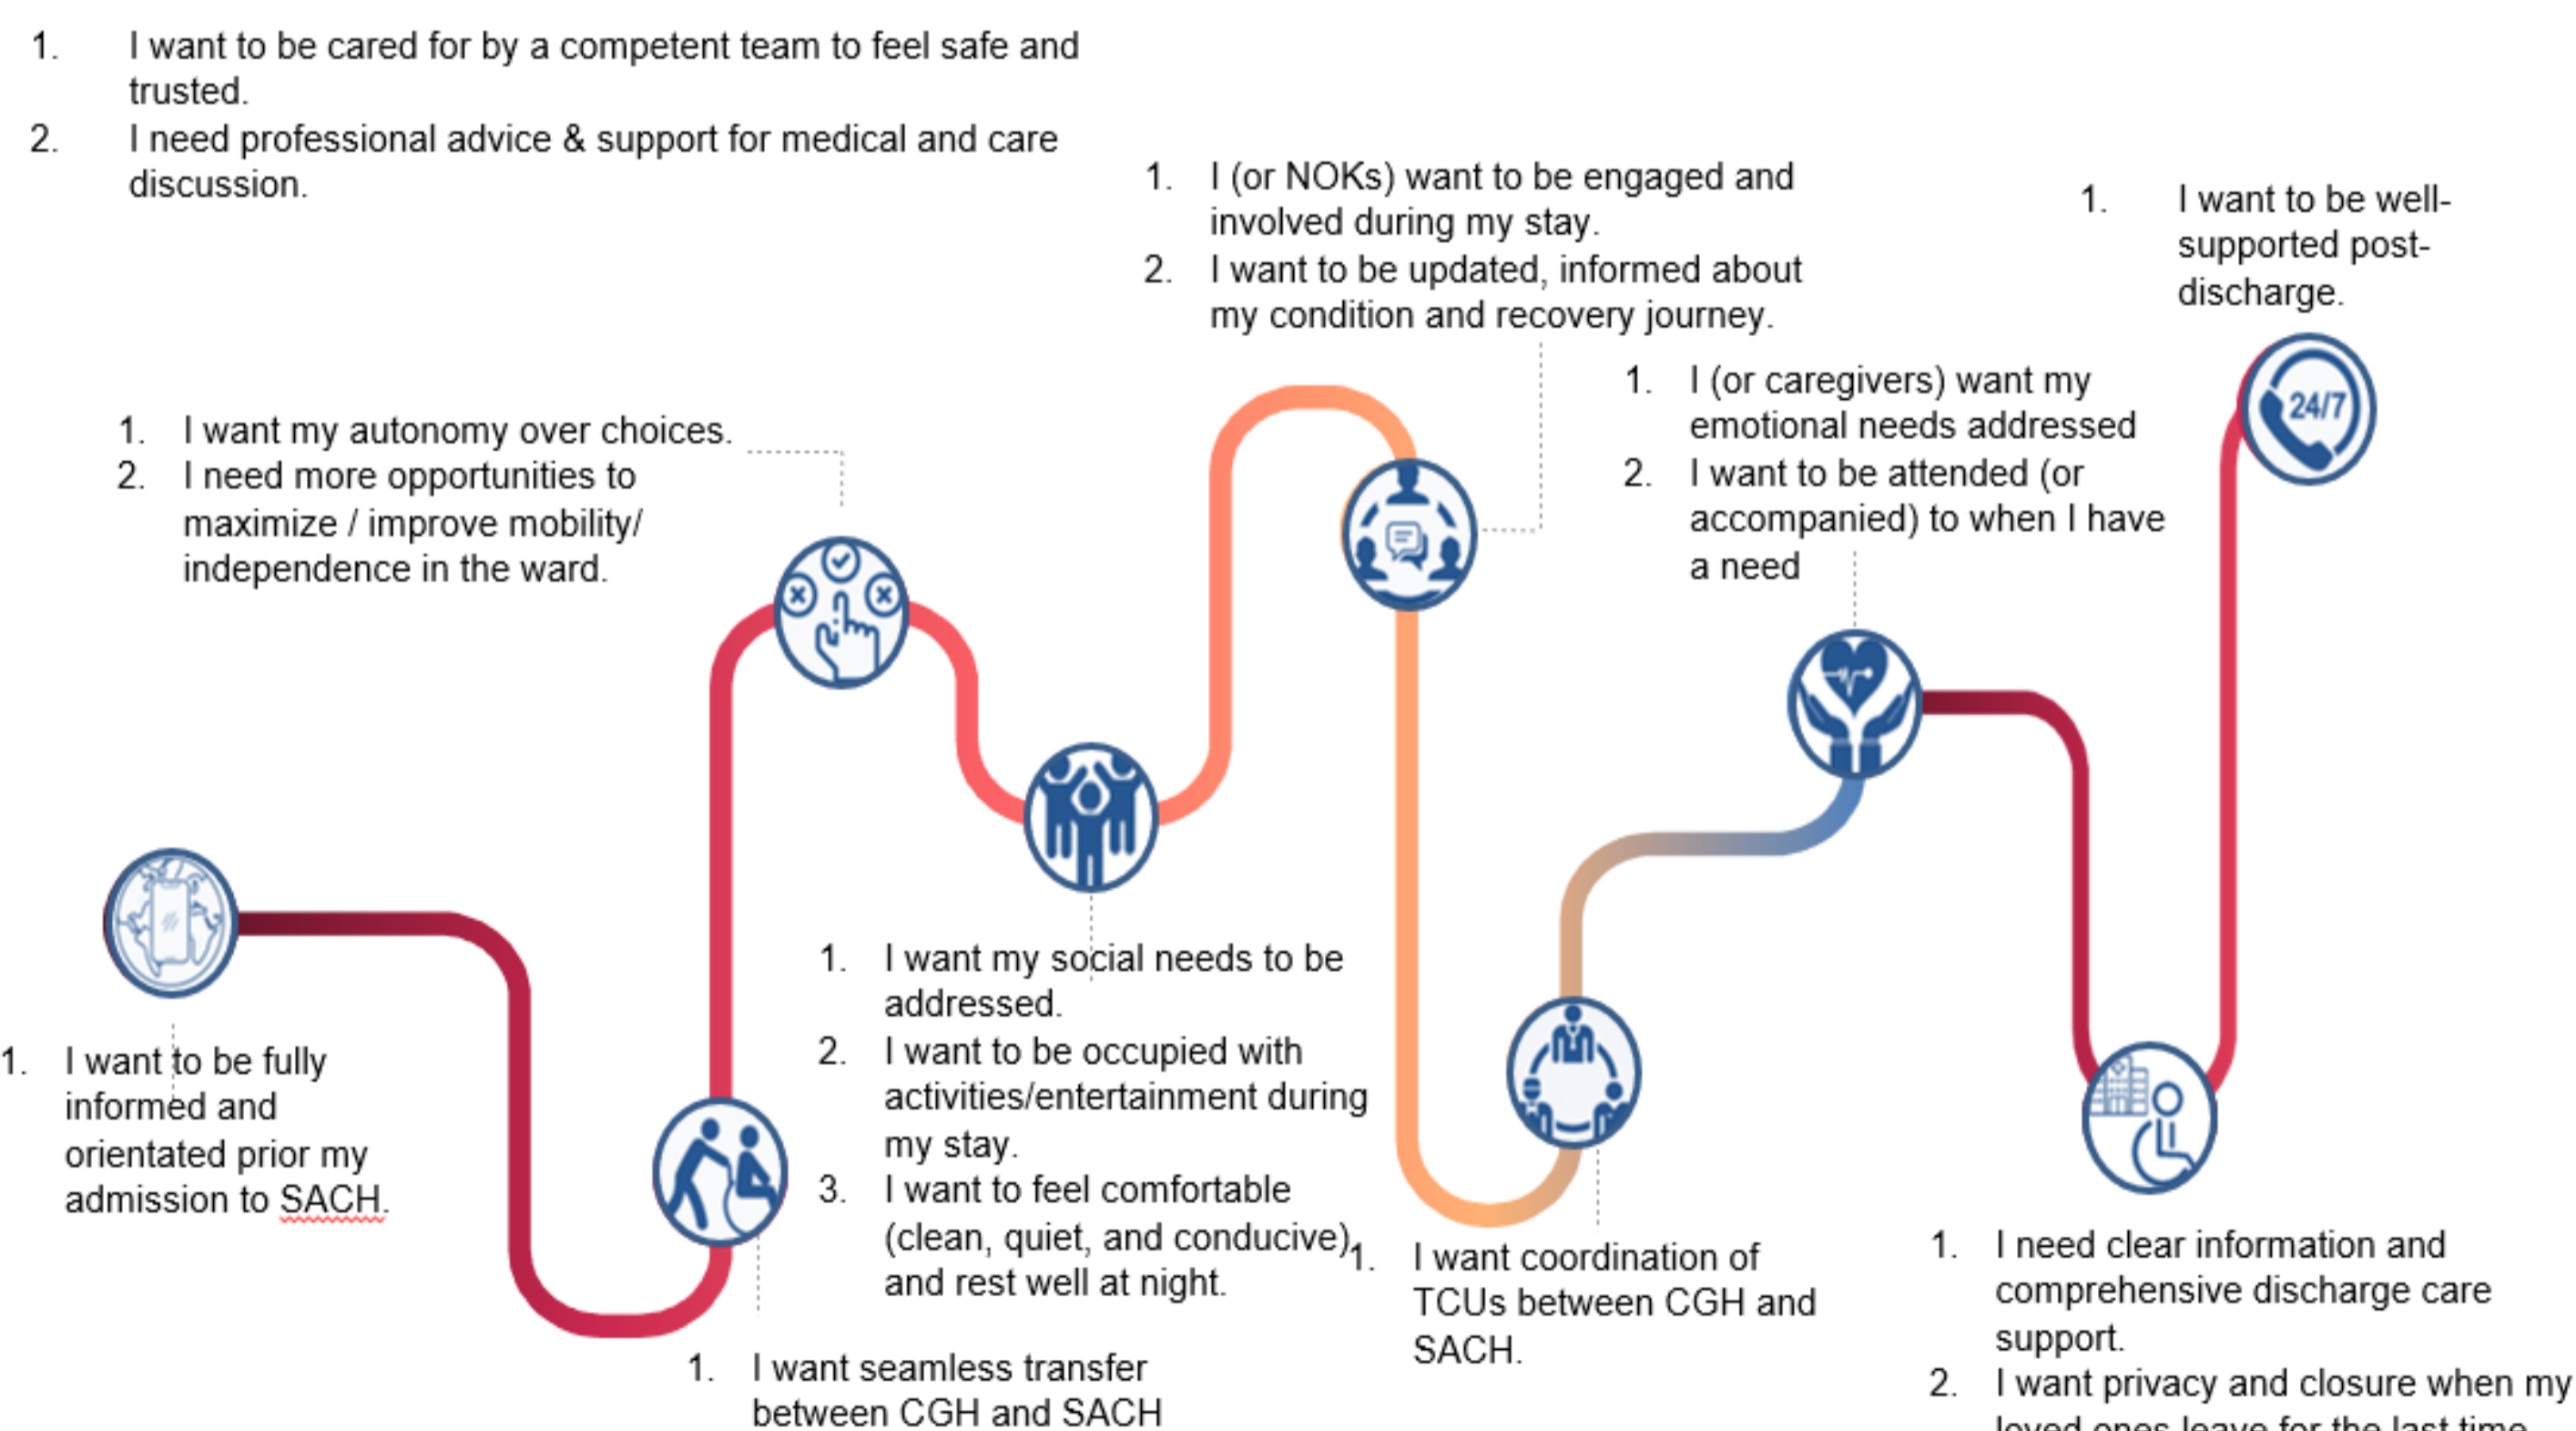 1. I want to be cared for by a competent team to feel safe and
trusted.
2. I need professional advice & support for medical and care
discussion.
1. I (or NOKs) want to be engaged and
involved during my stay.
2. I want to be updated, informed about
my condition and recovery journey.
1. I want to be well-
supported post-
discharge.
24/7
1. I (or caregivers) want my
emotional needs addressed
2. I want to be attended (or
accompanied) to when I have
a need
1. I want my autonomy over choices.
2. I need more opportunities to
maximize / improve mobility/
independence in the ward.
1. I want to be fully
informed and
orientated prior my
admission to SACH.
1. I want my social needs to be
addressed.
2. I want to be occupied with
activities/entertainment during
my stay.
3. I want to feel comfortable
(clean, quiet, and conducive)
and rest well at night.
1. I want seamless transfer
between CGH and SACH
1. I want coordination of
TCUs between CGH and
SACH.
1. I need clear information and
comprehensive discharge care
support.
2. I want privacy and closure when my
loved ones leave for the last time